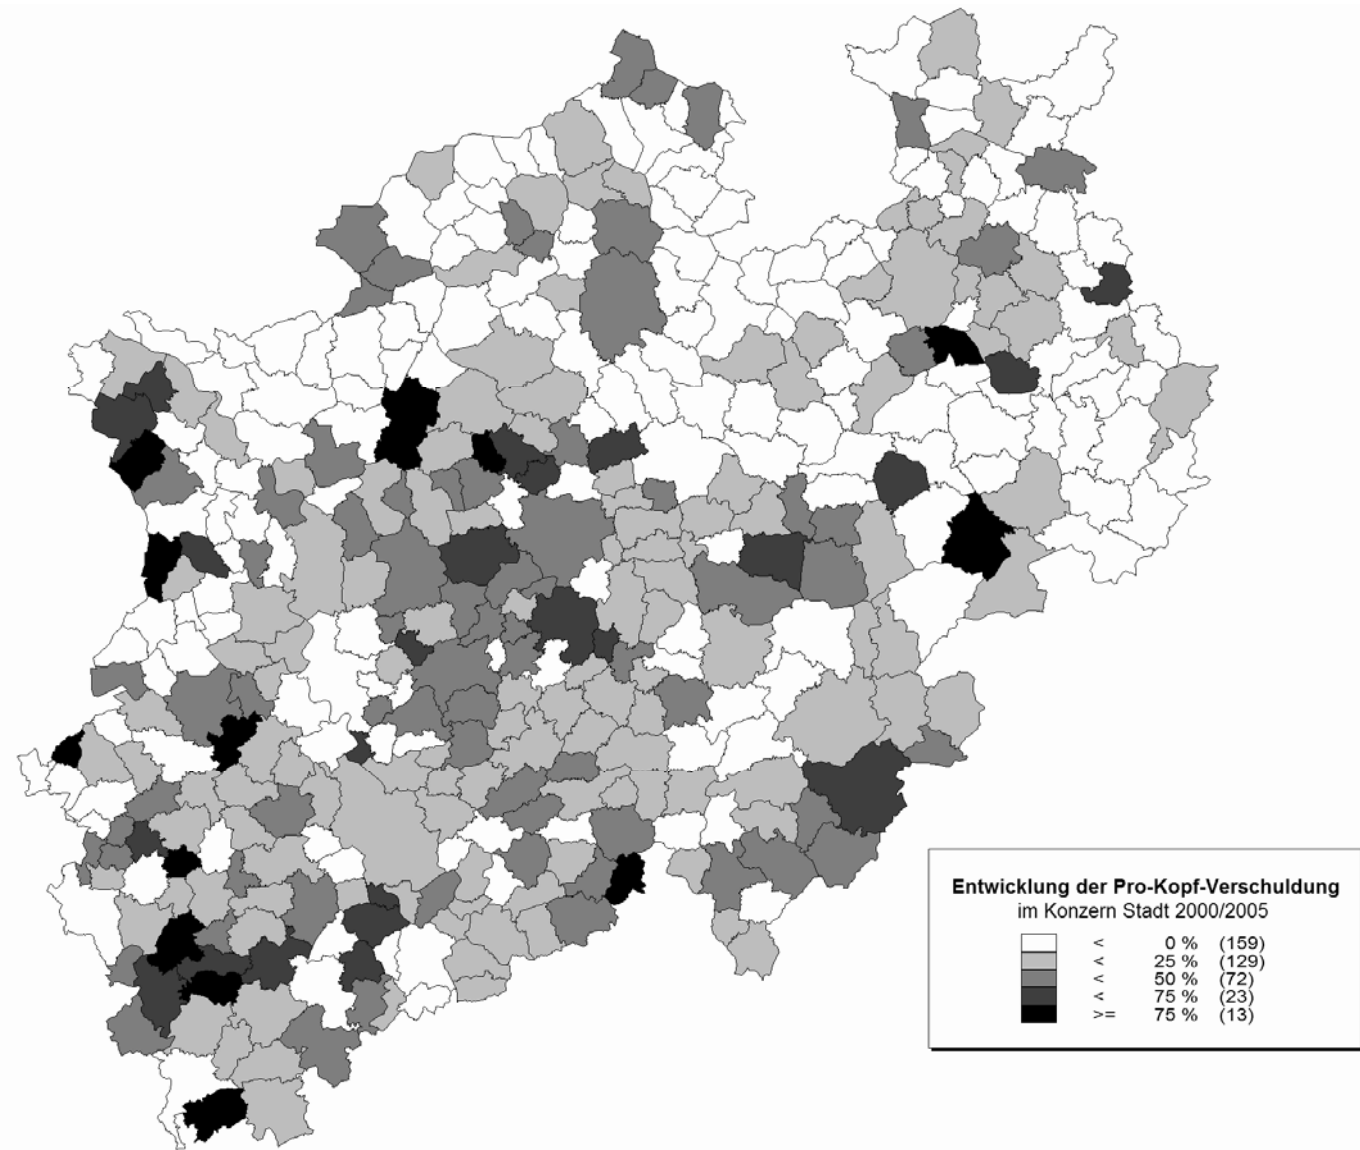 Entwicklung der Pro-Kopf-Verschuldung
im Konzern Stadt 2000/2005
< 0 % (159)
< 25 % (129)
< 50 % (72)
< 75 % (23)
>= 75 % (13)